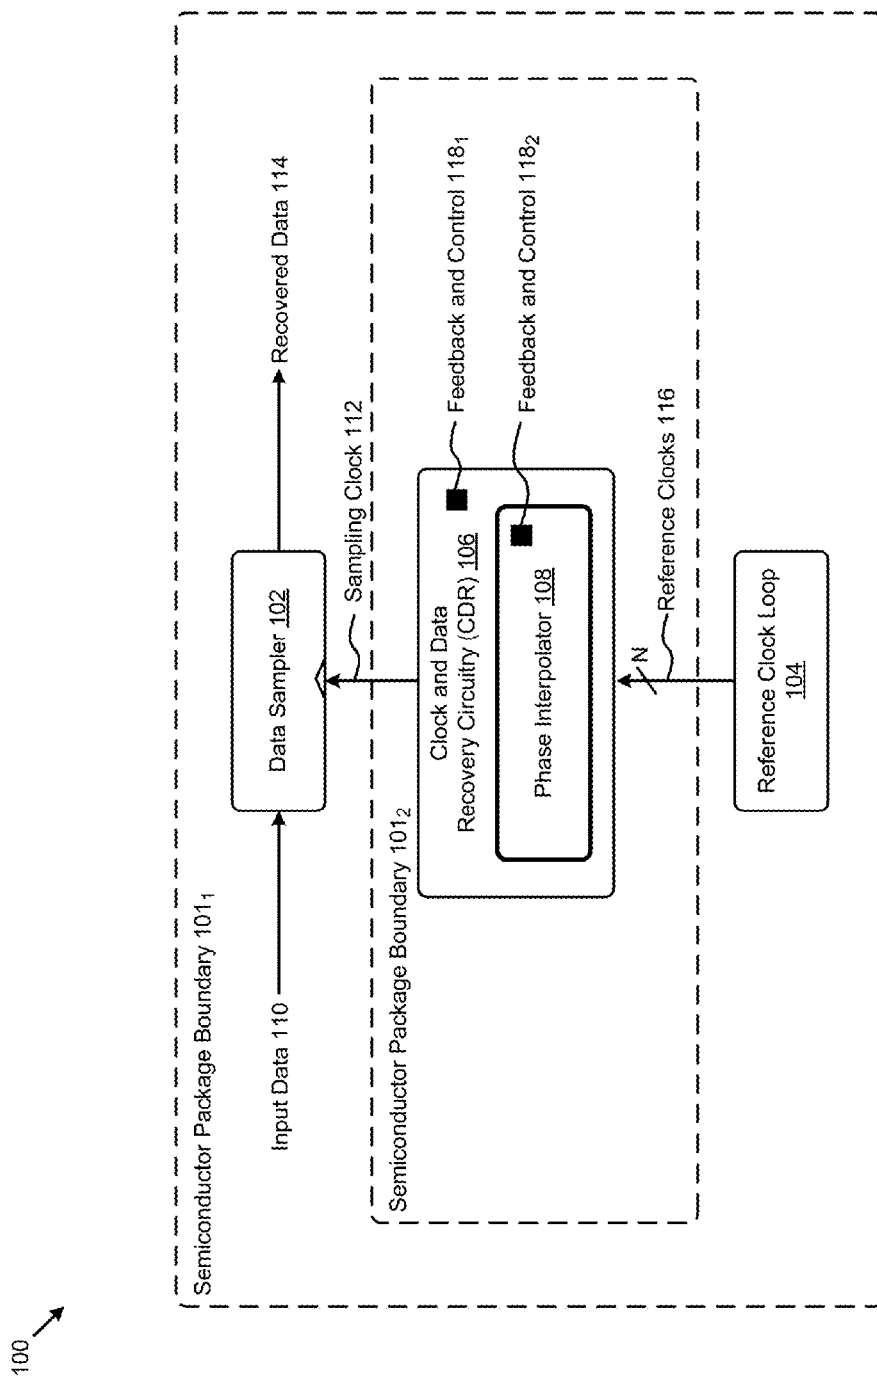 100
Semiconductor Package Boundary 101₁
Input Data 110
Data Sampler 102
Recovered Data 114
Sampling Clock 112
Semiconductor Package Boundary 101₂
Clock and Data
Recovery Circuitry (CDR) 106
Feedback and Control 118₁
Phase Interpolator 108
Feedback and Control 118₂
N
Reference Clocks 116
Reference Clock Loop
104